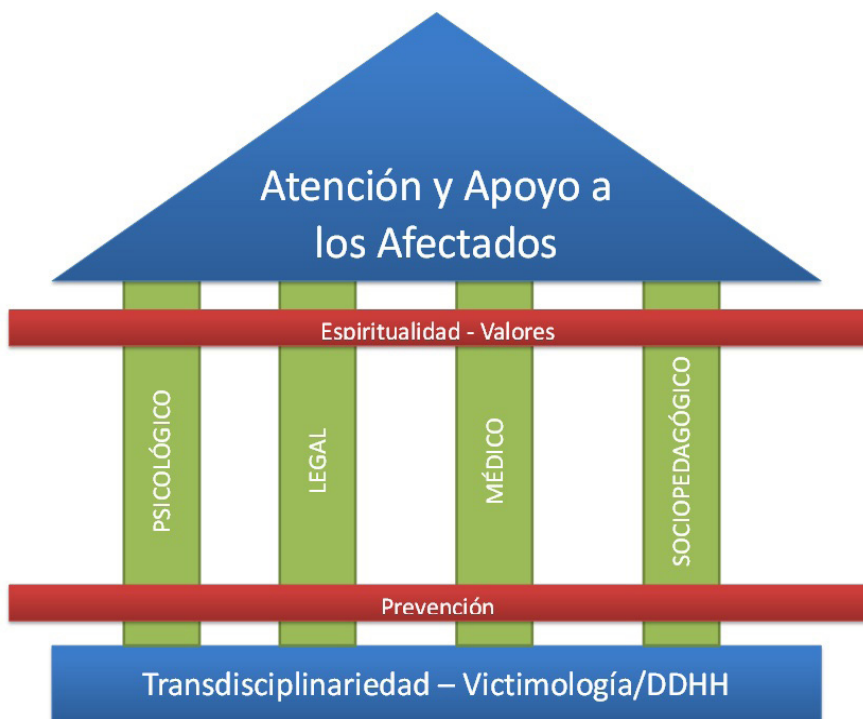 Atención y Apoyo a
los Afectados
Espiritualidad - Valores
PSICOLÓGICO
LEGAL
MÉDICO
SOCIOPEDAGÓGICO
Prevención
Transdisciplinariedad – Victimología/DDHH